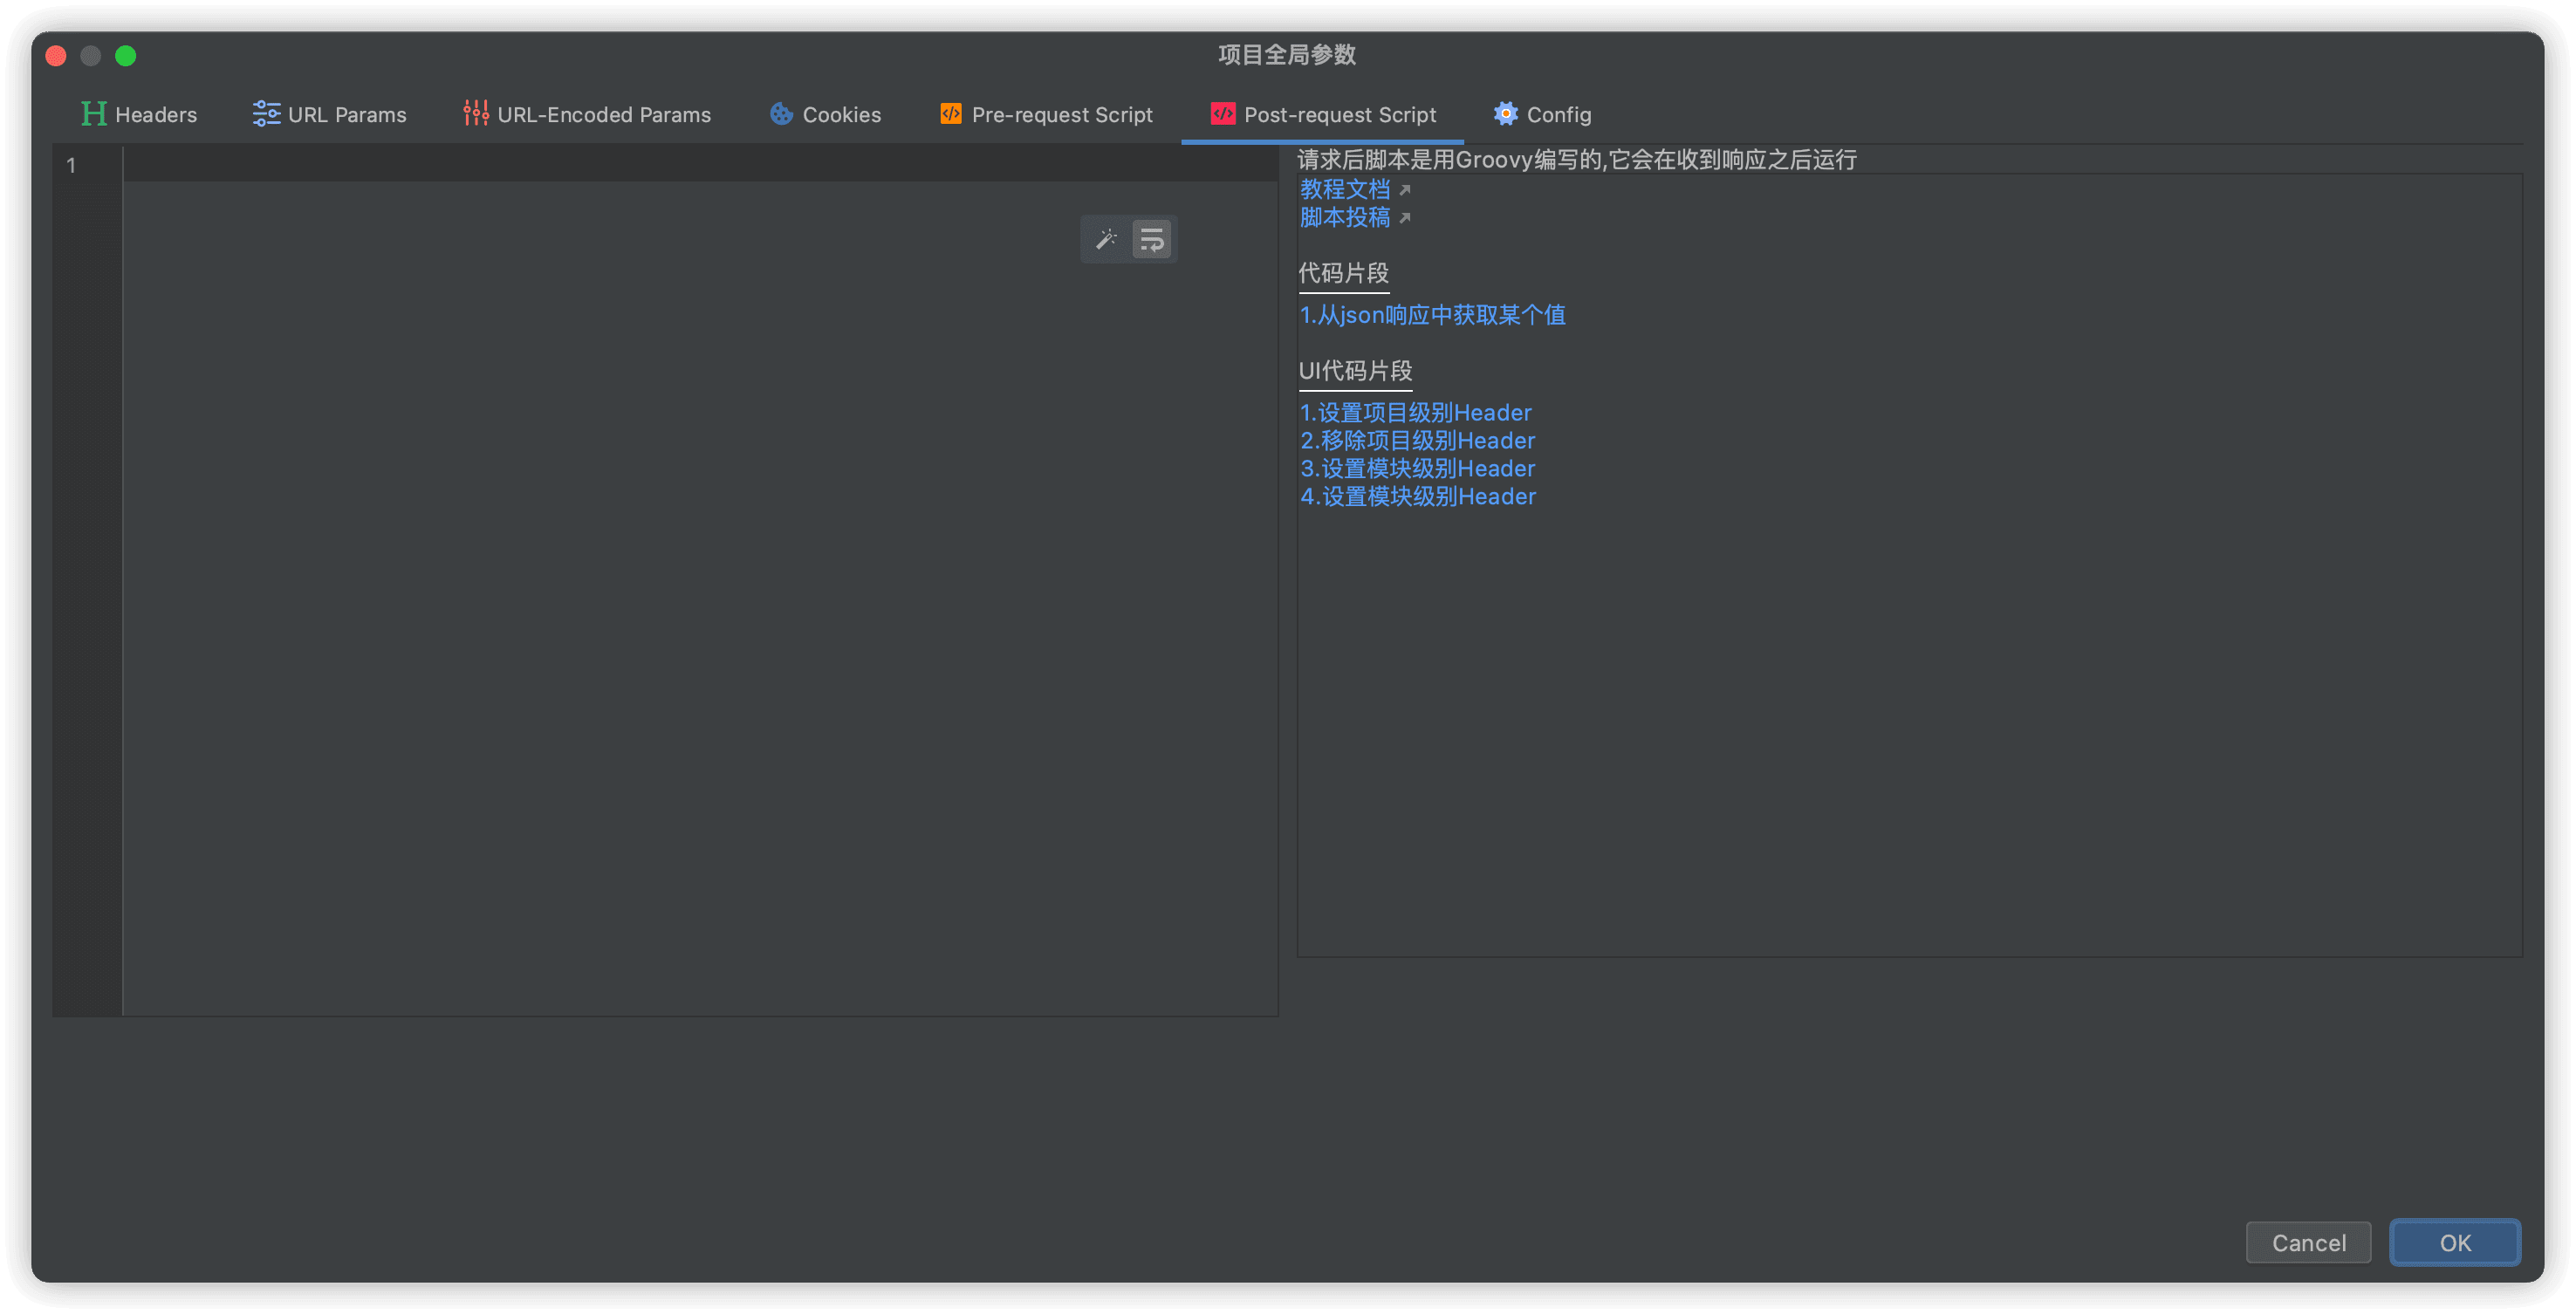 项目全局参数
Headers URL Params URL-Encoded Params Cookies Pre-request Script Post-request Script Config
1
请求后脚本是用Groovy编写的,它会在收到响应之后运行
教程文档
脚本投稿
代码片段
1.从json响应中获取某个值
UI代码片段
1.设置项目级别Header
2.移除项目级别Header
3.设置模块级别Header
4.设置模块级别Header
Cancel OK